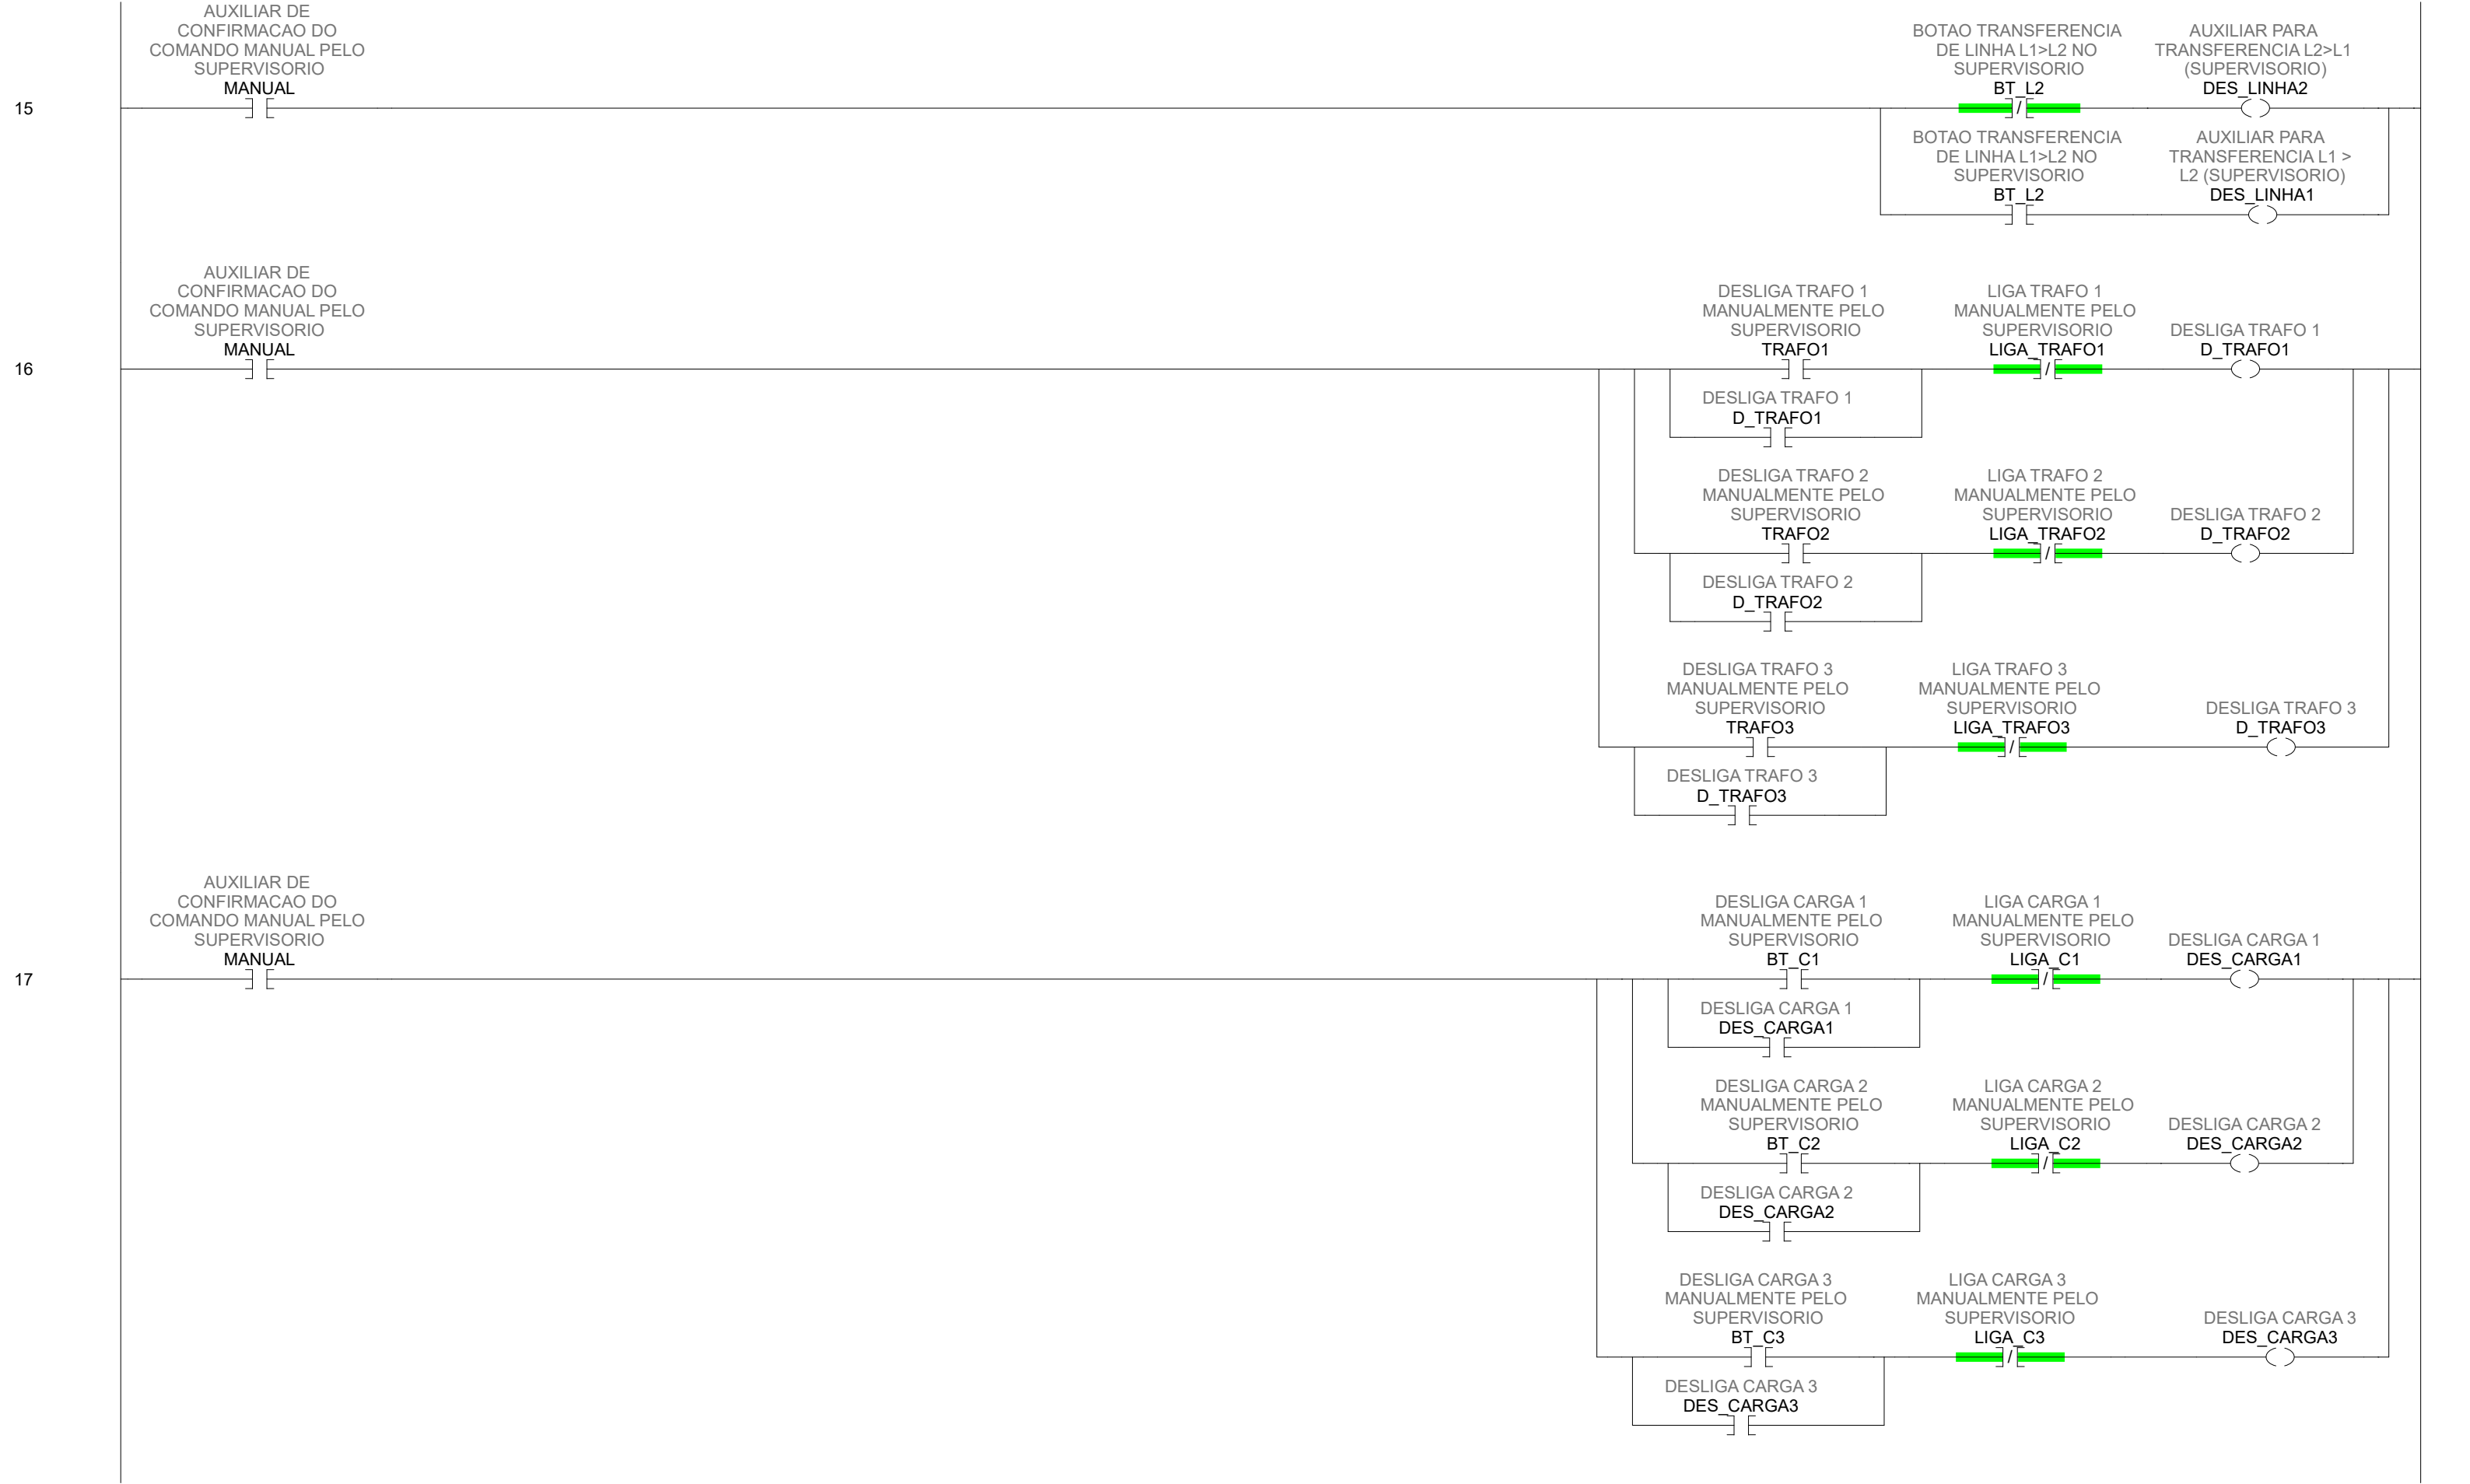 AUXILIAR DE
CONFIRMACAO DO
COMANDO MANUAL PELO
SUPERVISORIO
MANUAL
BOTAO TRANSFERENCIA
DE LINHA L1>L2 NO
SUPERVISORIO
BT_L2
AUXILIAR PARA
TRANSFERENCIA L2>L1
(SUPERVISORIO)
DES_LINHA2
15
BOTAO TRANSFERENCIA
DE LINHA L1>L2 NO
SUPERVISORIO
BT_L2
AUXILIAR PARA
TRANSFERENCIA L1 >
L2 (SUPERVISORIO)
DES_LINHA1
AUXILIAR DE
CONFIRMACAO DO
COMANDO MANUAL PELO
SUPERVISORIO
MANUAL
DESLIGA TRAFO 1
MANUALMENTE PELO
SUPERVISORIO
TRAFO1
LIGA TRAFO 1
MANUALMENTE PELO
SUPERVISORIO
LIGA_TRAFO1
DESLIGA TRAFO 1
D_TRAFO1
16
DESLIGA TRAFO 1
D_TRAFO1
DESLIGA TRAFO 2
MANUALMENTE PELO
SUPERVISORIO
TRAFO2
LIGA TRAFO 2
MANUALMENTE PELO
SUPERVISORIO
LIGA_TRAFO2
DESLIGA TRAFO 2
D_TRAFO2
DESLIGA TRAFO 2
D_TRAFO2
DESLIGA TRAFO 3
MANUALMENTE PELO
SUPERVISORIO
TRAFO3
LIGA TRAFO 3
MANUALMENTE PELO
SUPERVISORIO
LIGA_TRAFO3
DESLIGA TRAFO 3
D_TRAFO3
DESLIGA TRAFO 3
D_TRAFO3
AUXILIAR DE
CONFIRMACAO DO
COMANDO MANUAL PELO
SUPERVISORIO
MANUAL
DESLIGA CARGA 1
MANUALMENTE PELO
SUPERVISORIO
BT_C1
LIGA CARGA 1
MANUALMENTE PELO
SUPERVISORIO
LIGA_C1
DESLIGA CARGA 1
DES_CARGA1
17
DESLIGA CARGA 1
DES_CARGA1
DESLIGA CARGA 2
MANUALMENTE PELO
SUPERVISORIO
BT_C2
LIGA CARGA 2
MANUALMENTE PELO
SUPERVISORIO
LIGA_C2
DESLIGA CARGA 2
DES_CARGA2
DESLIGA CARGA 2
DES_CARGA2
DESLIGA CARGA 3
MANUALMENTE PELO
SUPERVISORIO
BT_C3
LIGA CARGA 3
MANUALMENTE PELO
SUPERVISORIO
LIGA_C3
DESLIGA CARGA 3
DES_CARGA3
DESLIGA CARGA 3
DES_CARGA3